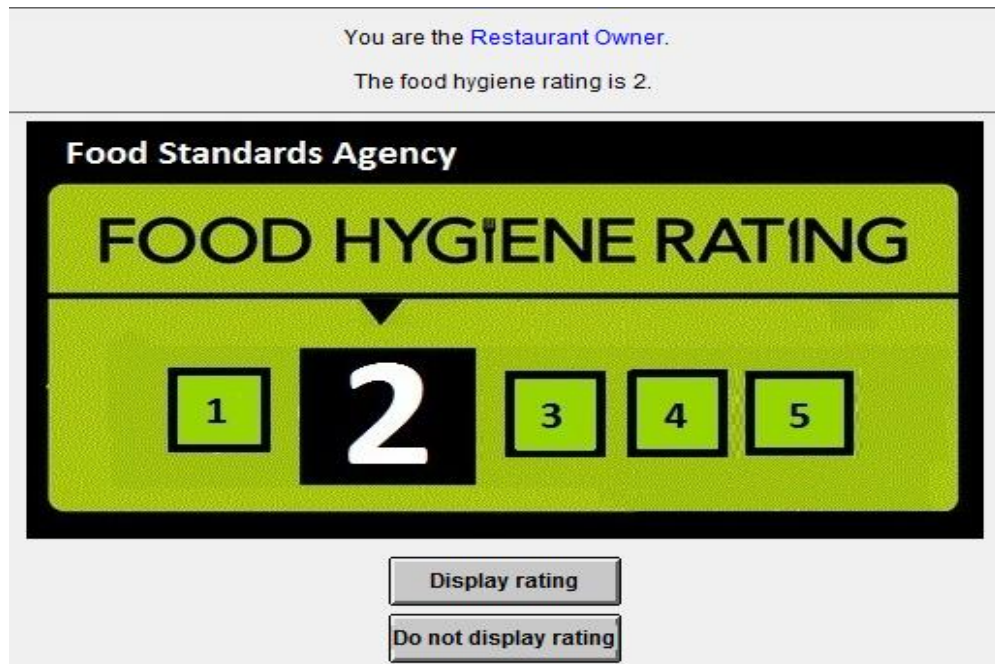 You are the Restaurant Owner.
The food hygiene rating is 2.
Food Standards Agency
FOOD HYGIENE RATING
1 2 3 4 5
Display rating
Do not display rating